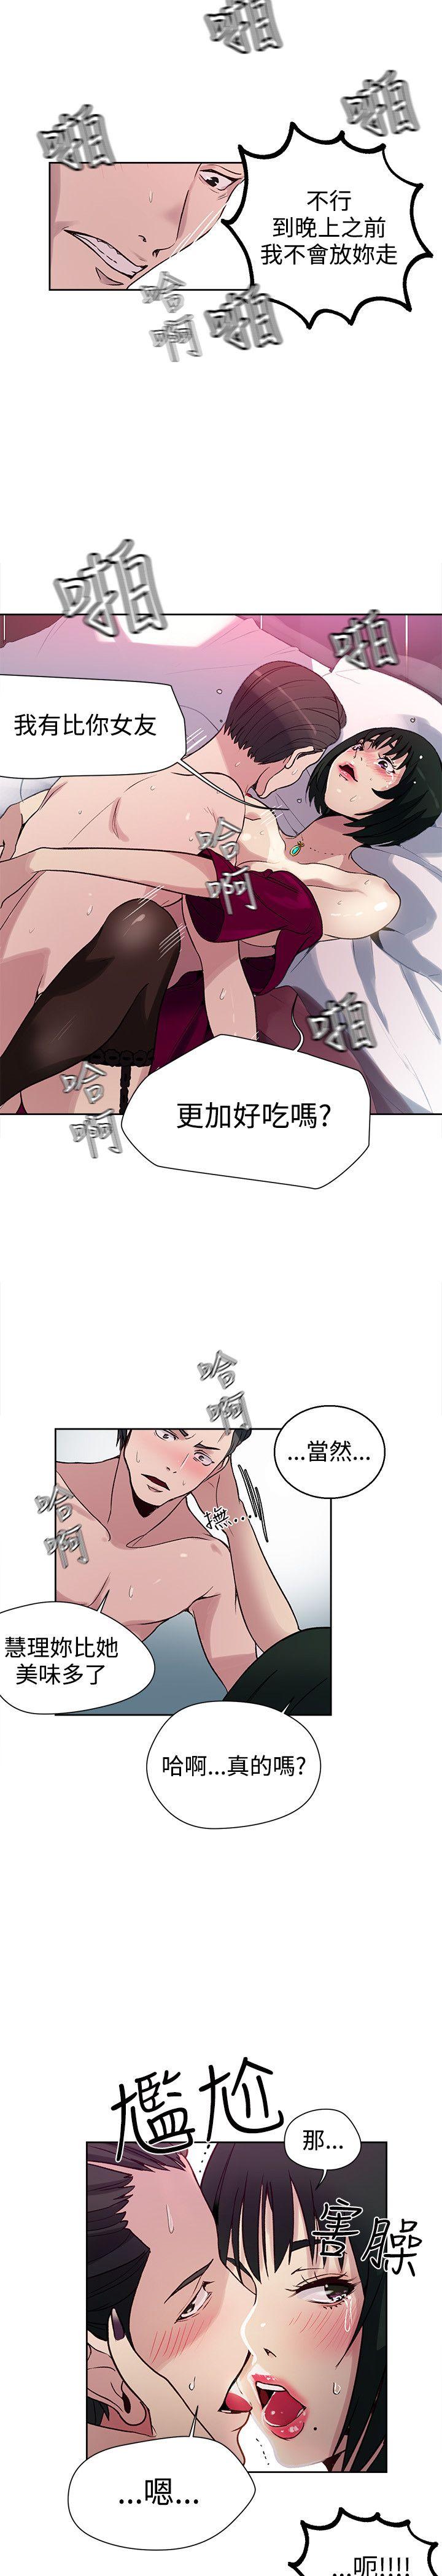 啪
啪
啪
不行
到晚上之前
我不會放妳走
哈啊
啪
啪
啪
我有比你女友
哈啊
啪
哈啊
更加好吃嗎?
哈啊
...當然...
哈啊
撫...
慧理妳比她
美味多了
哈啊...真的嗎?
尷尬
那...
害臊
...嗯...
...呃!!!!